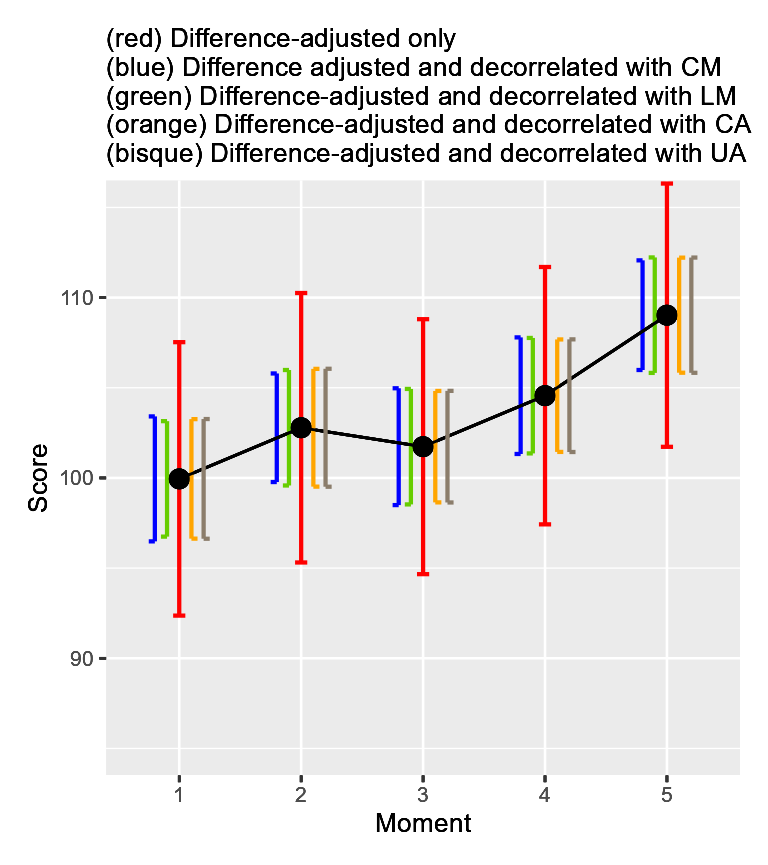 (red) Difference-adjusted only
(blue) Difference adjusted and decorrelated with CM
(green) Difference-adjusted and decorrelated with LM
(orange) Difference-adjusted and decorrelated with CA
(bisque) Difference-adjusted and decorrelated with UA
110
100
90
Score
1 2 3 4 5
Moment